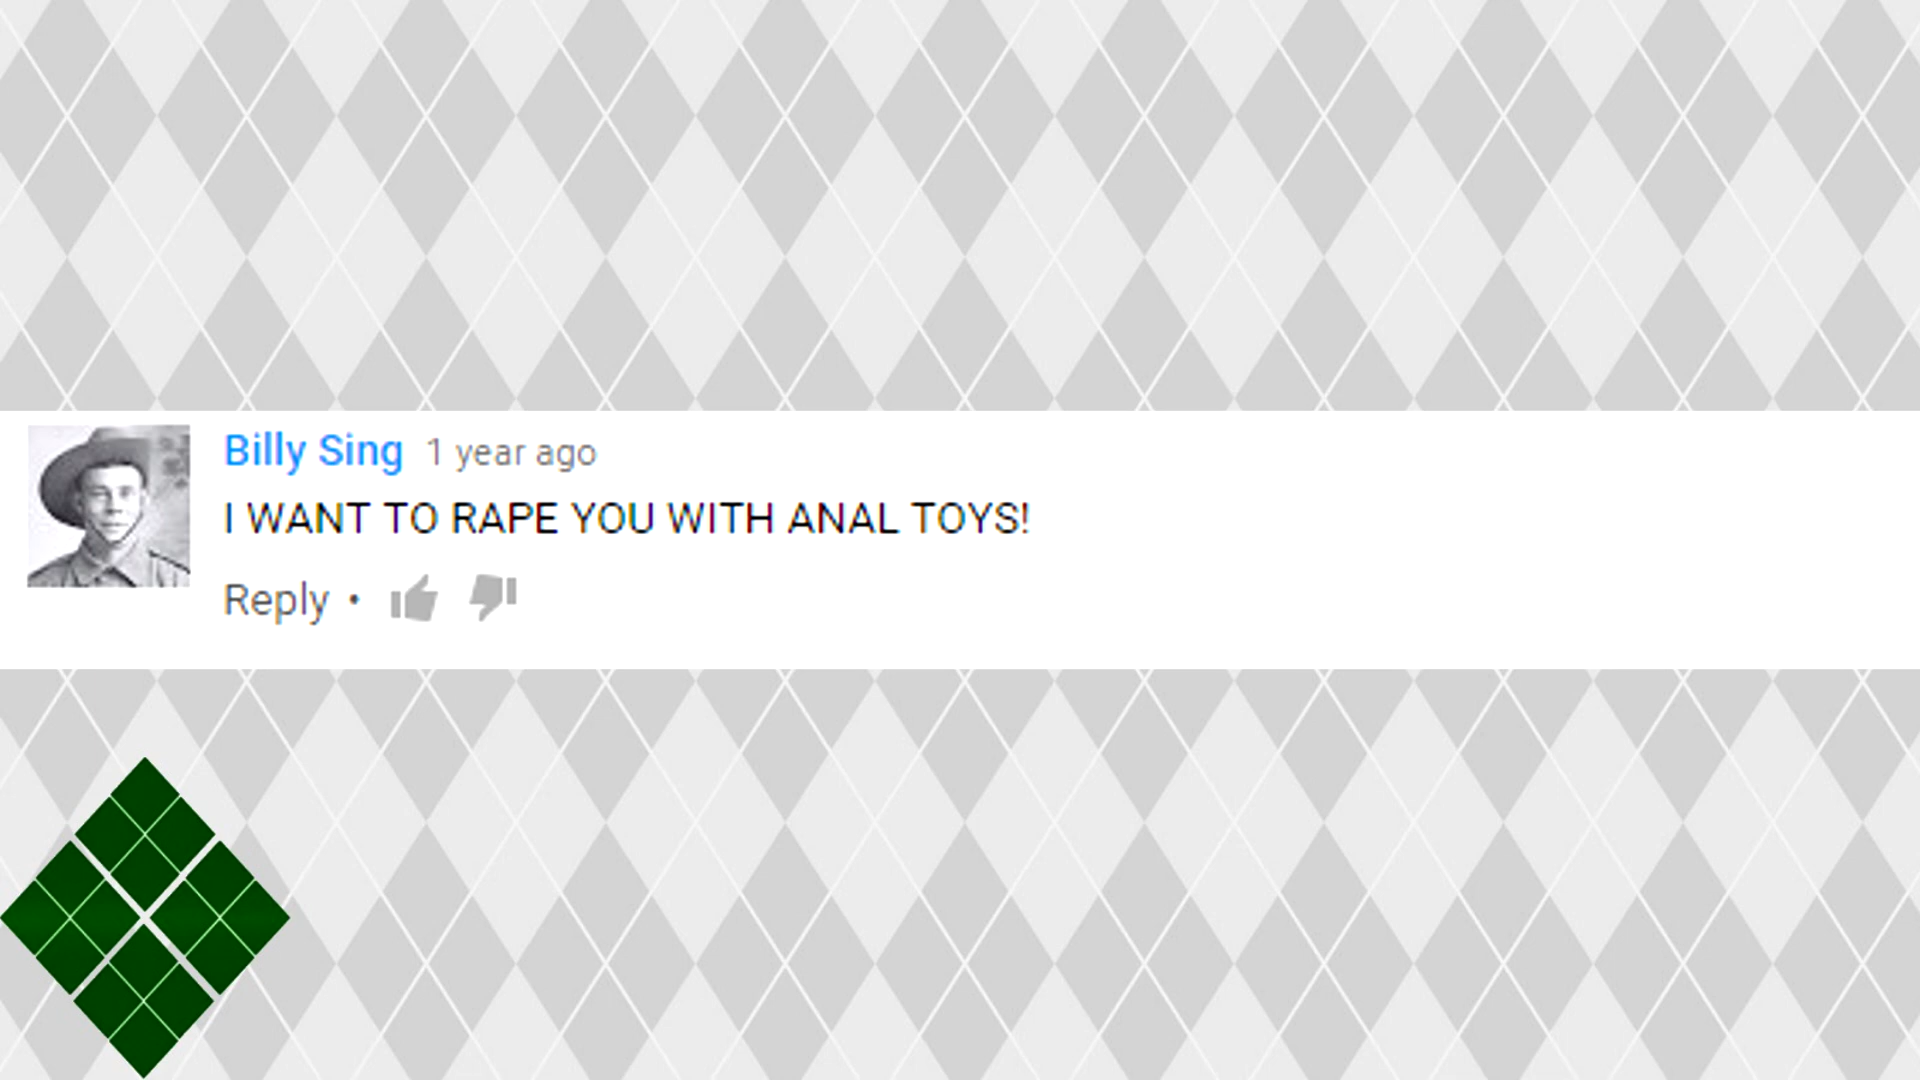 Billy Sing 1 year ago
I WANT TO RAPE YOU WITH ANAL TOYS!
Reply •